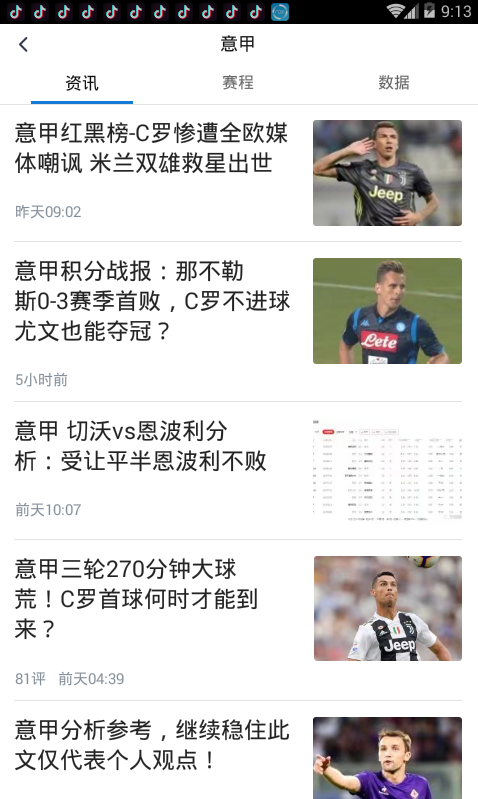 9:13
意甲
资讯 赛程 数据
意甲红黑榜-C罗惨遭全欧媒
体嘲讽 米兰双雄救星出世
昨天09:02
Jeep
意甲积分战报：那不勒
斯0-3赛季首败，C罗不进球
尤文也能夺冠？
5小时前
Lete
意甲 切沃vs恩波利分
析：受让平半恩波利不败
前天10:07
意甲三轮270分钟大球
荒！C罗首球何时才能到
来？
81评 前天04:39
Jeep
意甲分析参考，继续稳住此
文仅代表个人观点！